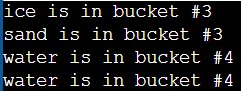 ice is in bucket #3
sand is in bucket #3
water is in bucket #4
water is in bucket #4